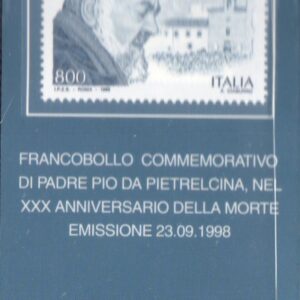 800
ITALIA
I.P.Z.S. - ROMA - 1998
FRANCOBOLLO COMMEMORATIVO
DI PADRE PIO DA PIETRELCINA, NEL
XXX ANNIVERSARIO DELLA MORTE
EMISSIONE 23.09.1998